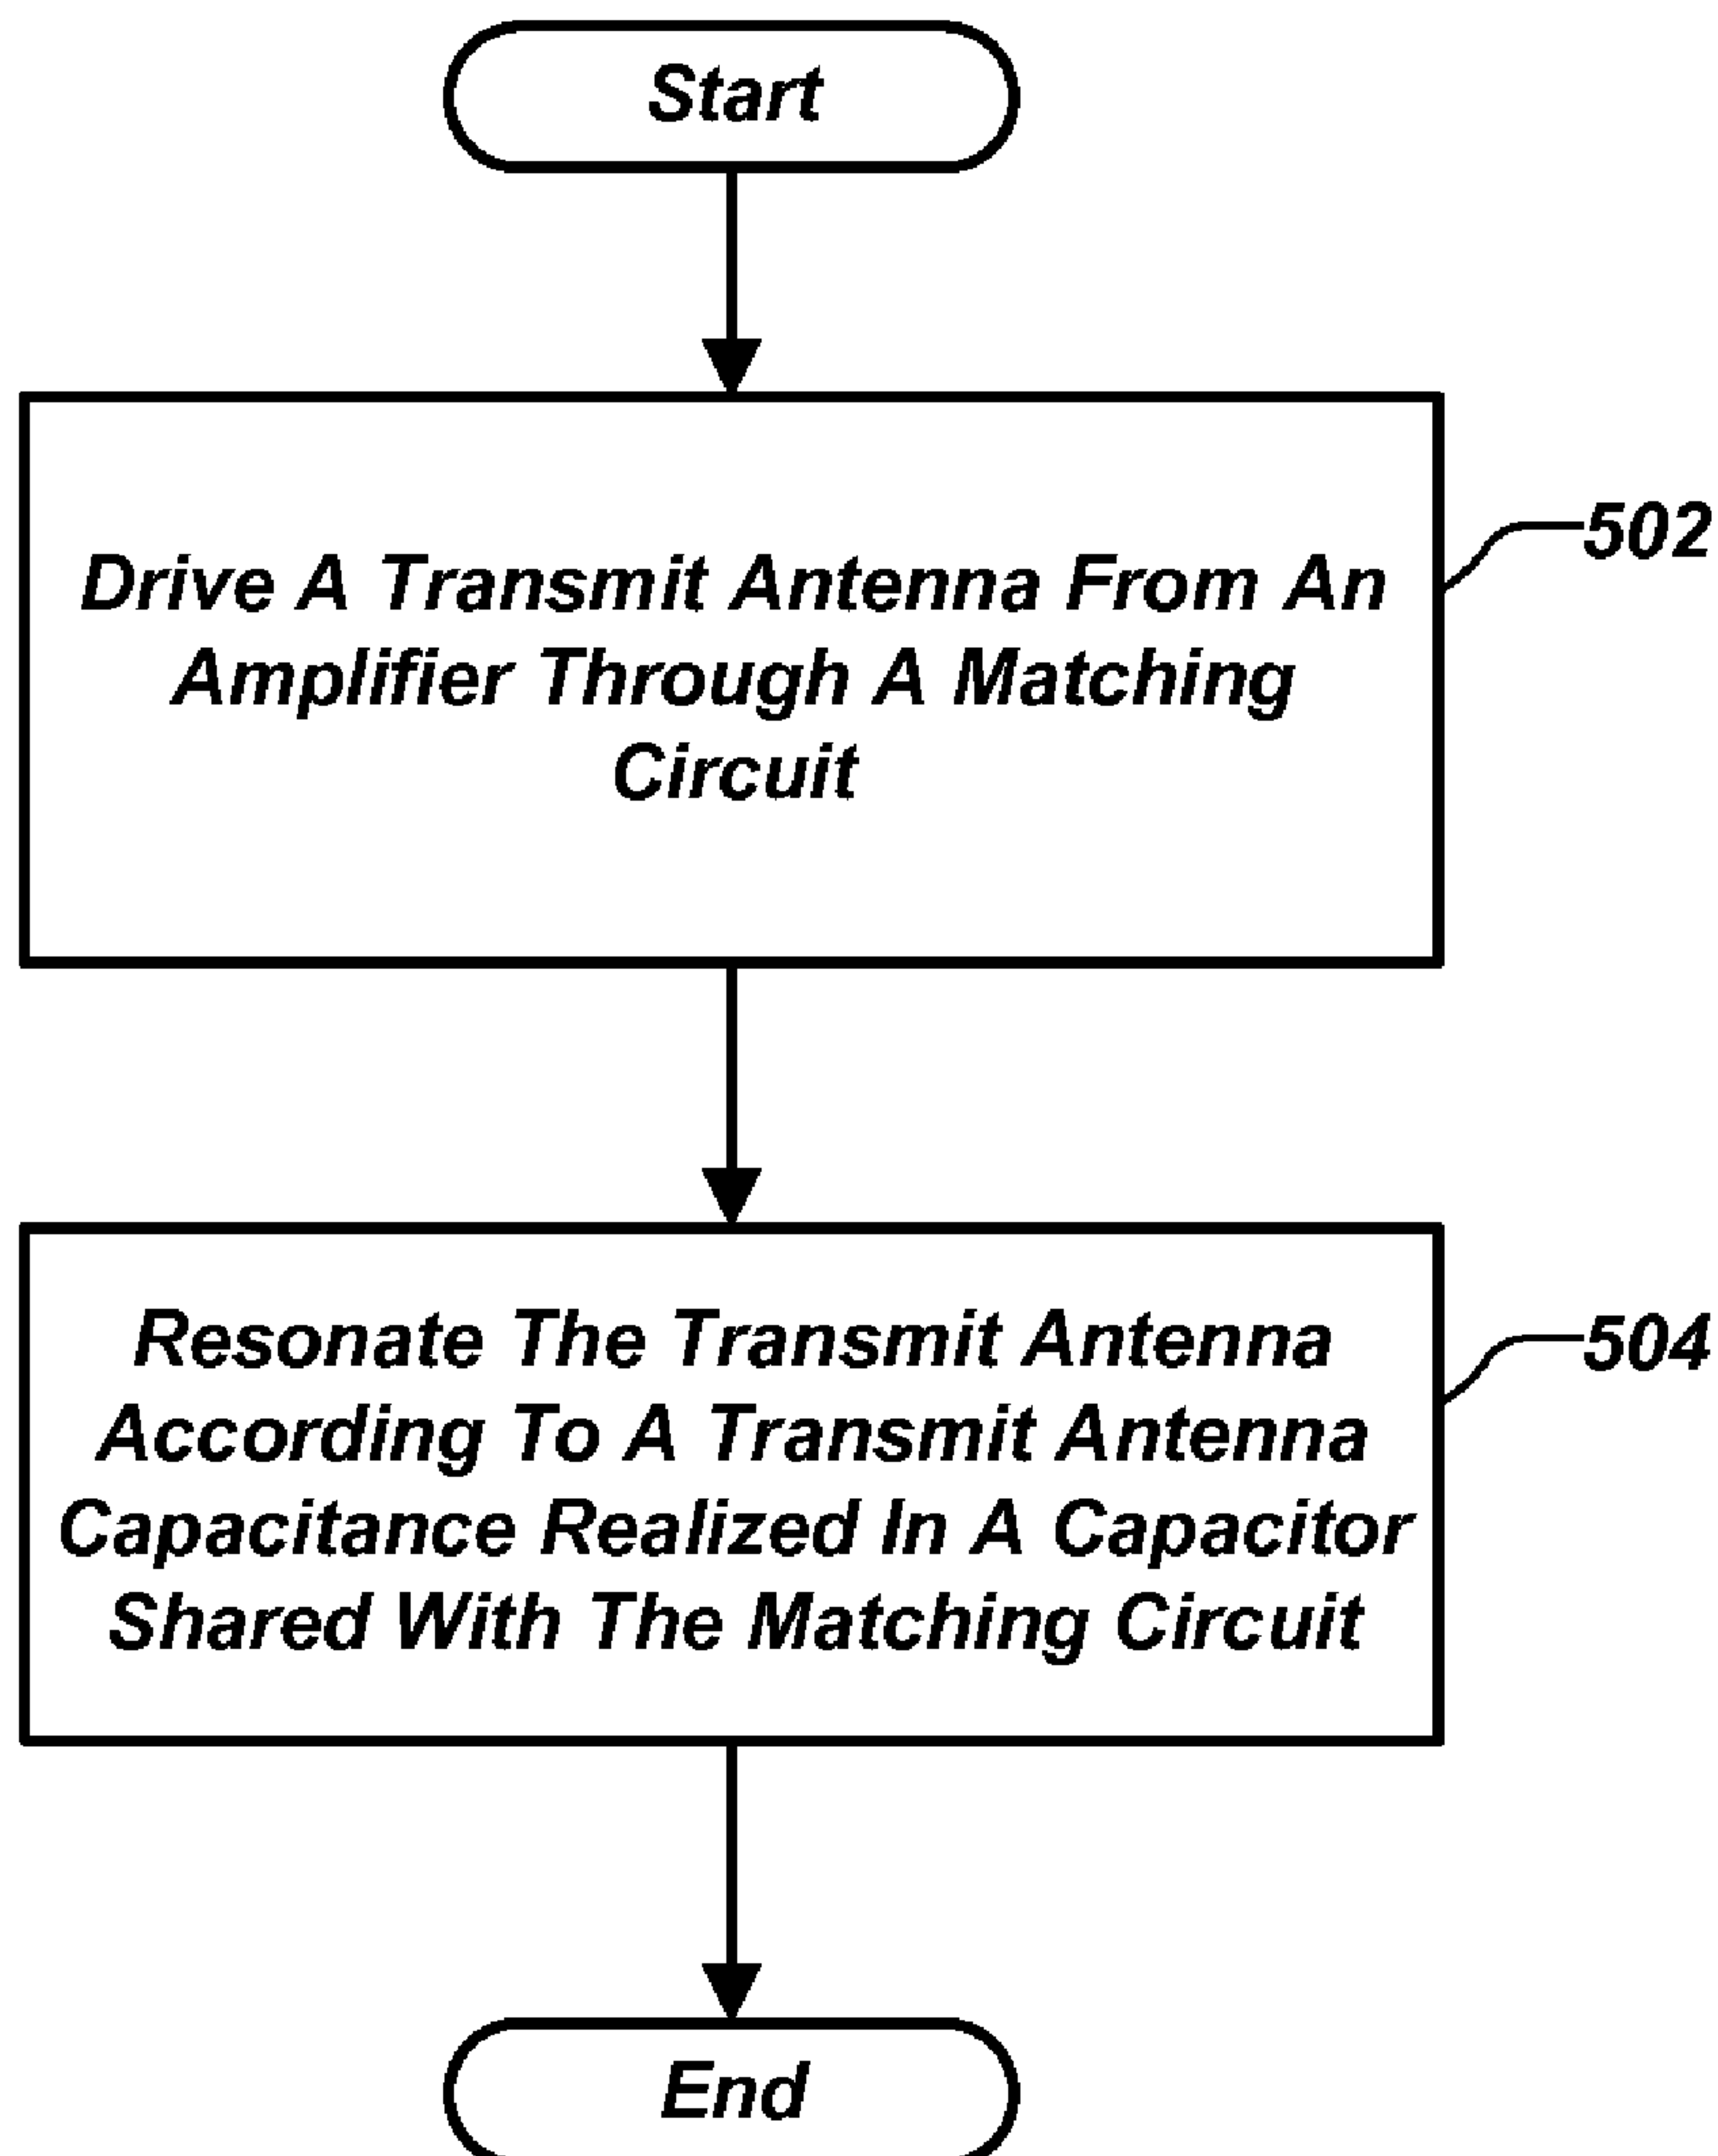 Start
Drive A Transmit Antenna From An
Amplifier Through A Matching
Circuit
502
Resonate The Transmit Antenna
According To A Transmit Antenna
Capacitance Realized In A Capacitor
Shared With The Matching Circuit
504
End